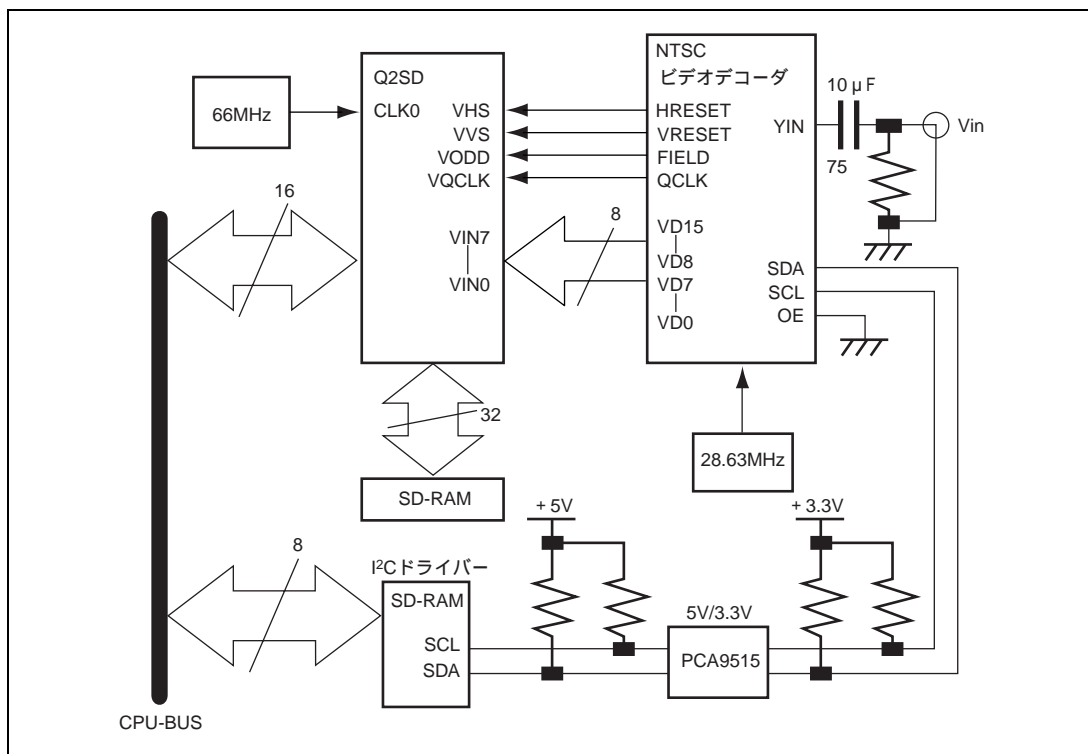 66MHz
Q2SD
CLK0
VHS
VVS
VODD
VQCLK
VIN7
VIN0
NTSC
ビデオデコーダ
HRESET
VRESET
FIELD
QCLK
VD15
VD8
VD7
VD0
YIN
SDA
SCL
OE
10 μF
75
Vin
16
8
32
SD-RAM
28.63MHz
+5V
+3.3V
8
I²Cドライバー
SD-RAM
SCL
SDA
5V/3.3V
PCA9515
CPU-BUS